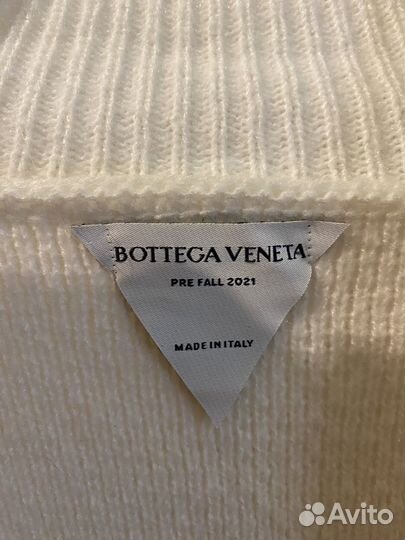 BOTTEGA VENETA
PRE FALL 2021
MADE IN ITALY
Avito